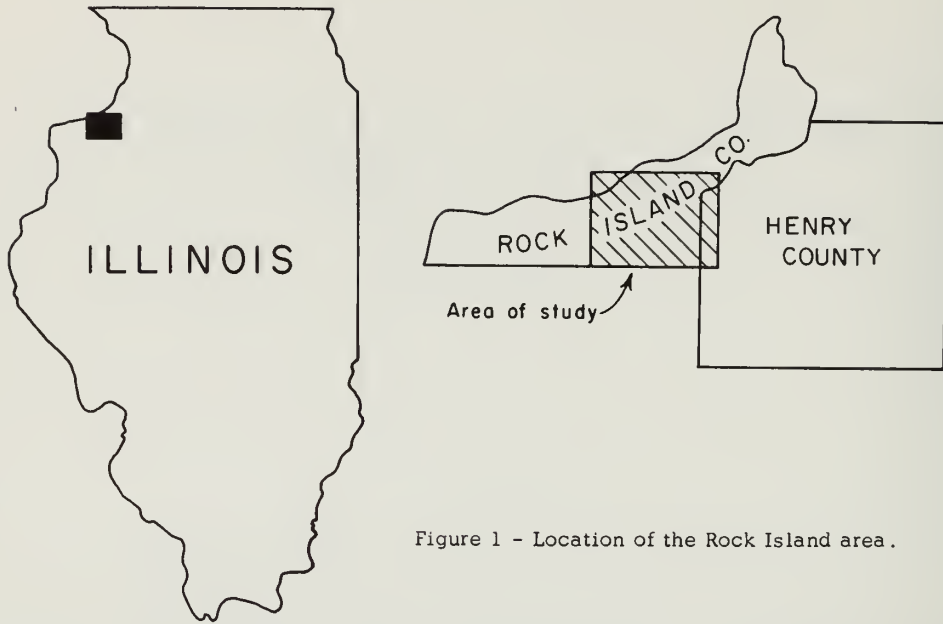 ILLINOIS
ROCK ISLAND CO.
HENRY
COUNTY
Area of study
Figure 1 - Location of the Rock Island area.